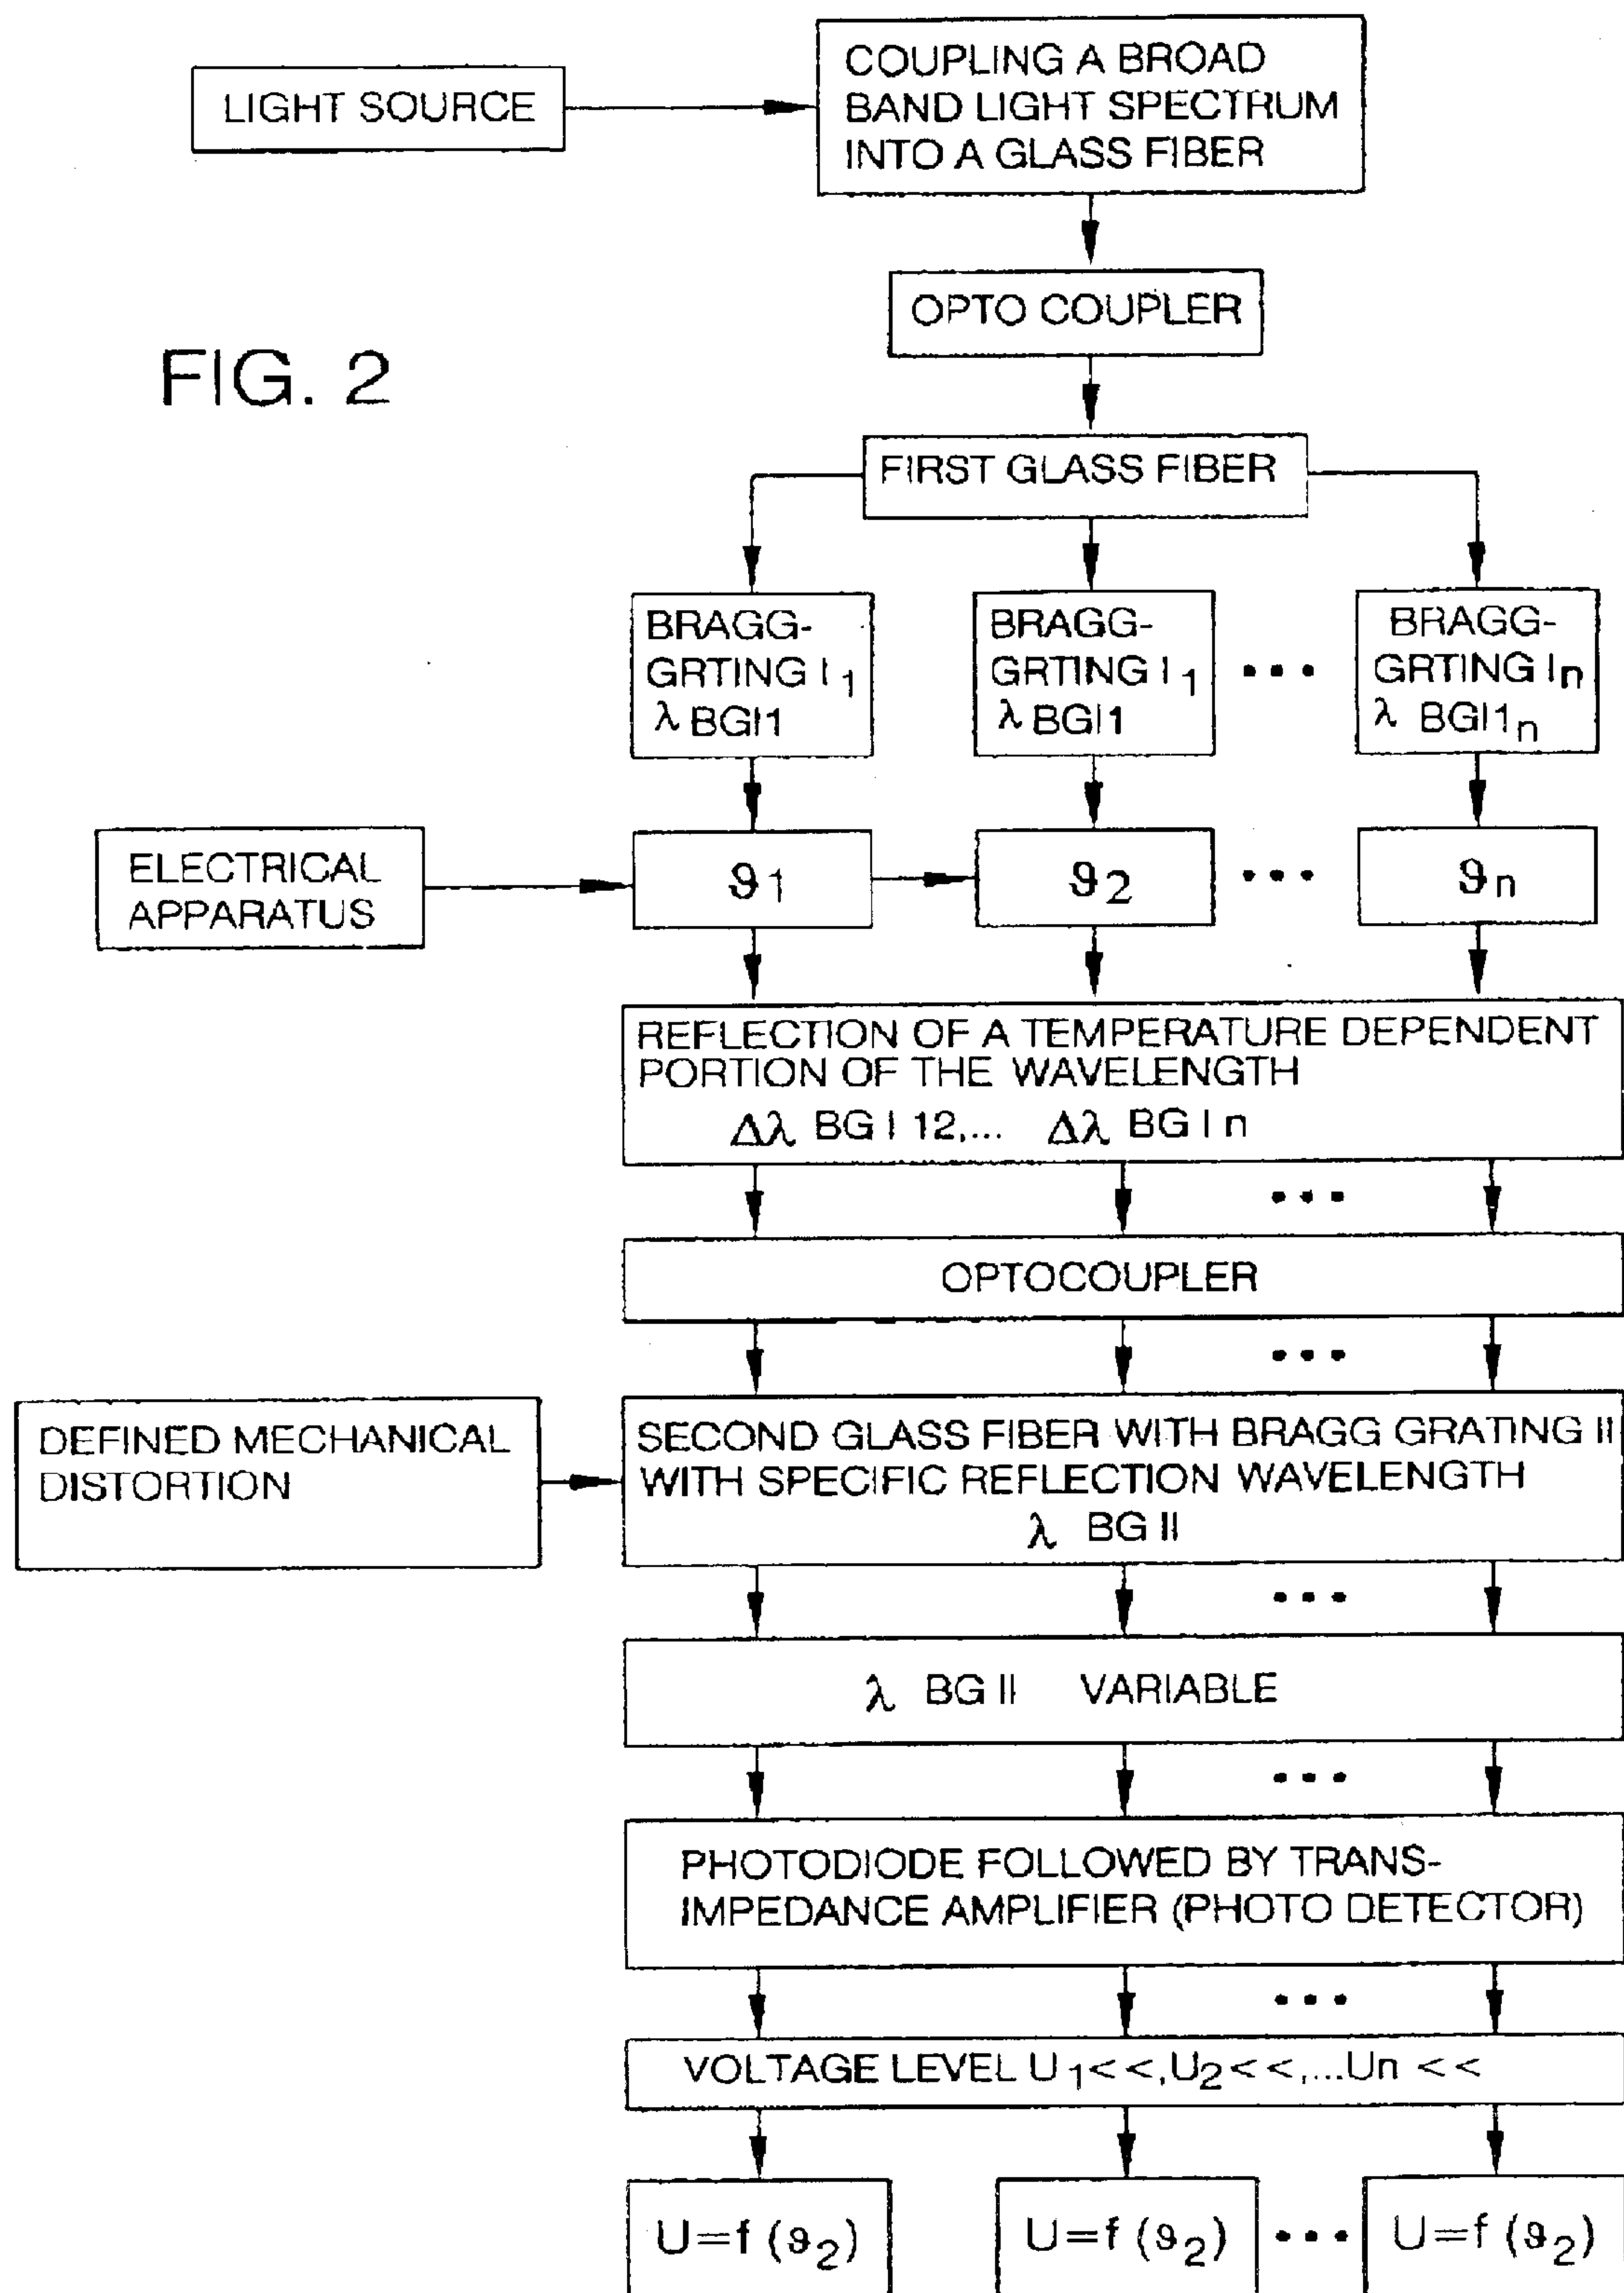 LIGHT SOURCE
COUPLING A BROAD
BAND LIGHT SPECTRUM
INTO A GLASS FIBER
OPTO COUPLER
FIG. 2
FIRST GLASS FIBER
BRAGG-
GRTING I 1
λ BGI1
BRAGG-
GRTING I 1
λ BGI1
•••
BRAGG-
GRTING In
λ BGI1n
ELECTRICAL
APPARATUS
ϑ1
ϑ2
•••
ϑn
REFLECTION OF A TEMPERATURE DEPENDENT
PORTION OF THE WAVELENGTH
Δλ BG I 12,... Δλ BG I n
•••
OPTOCOUPLER
•••
DEFINED MECHANICAL
DISTORTION
SECOND GLASS FIBER WITH BRAGG GRATING II
WITH SPECIFIC REFLECTION WAVELENGTH
λ BG II
•••
λ BG II VARIABLE
•••
PHOTODIODE FOLLOWED BY TRANS-
IMPEDANCE AMPLIFIER (PHOTO DETECTOR)
•••
VOLTAGE LEVEL U1<<,U2<<,...Un <<
U=f (ϑ2)
U=f (ϑ2)
•••
U=f (ϑ2)